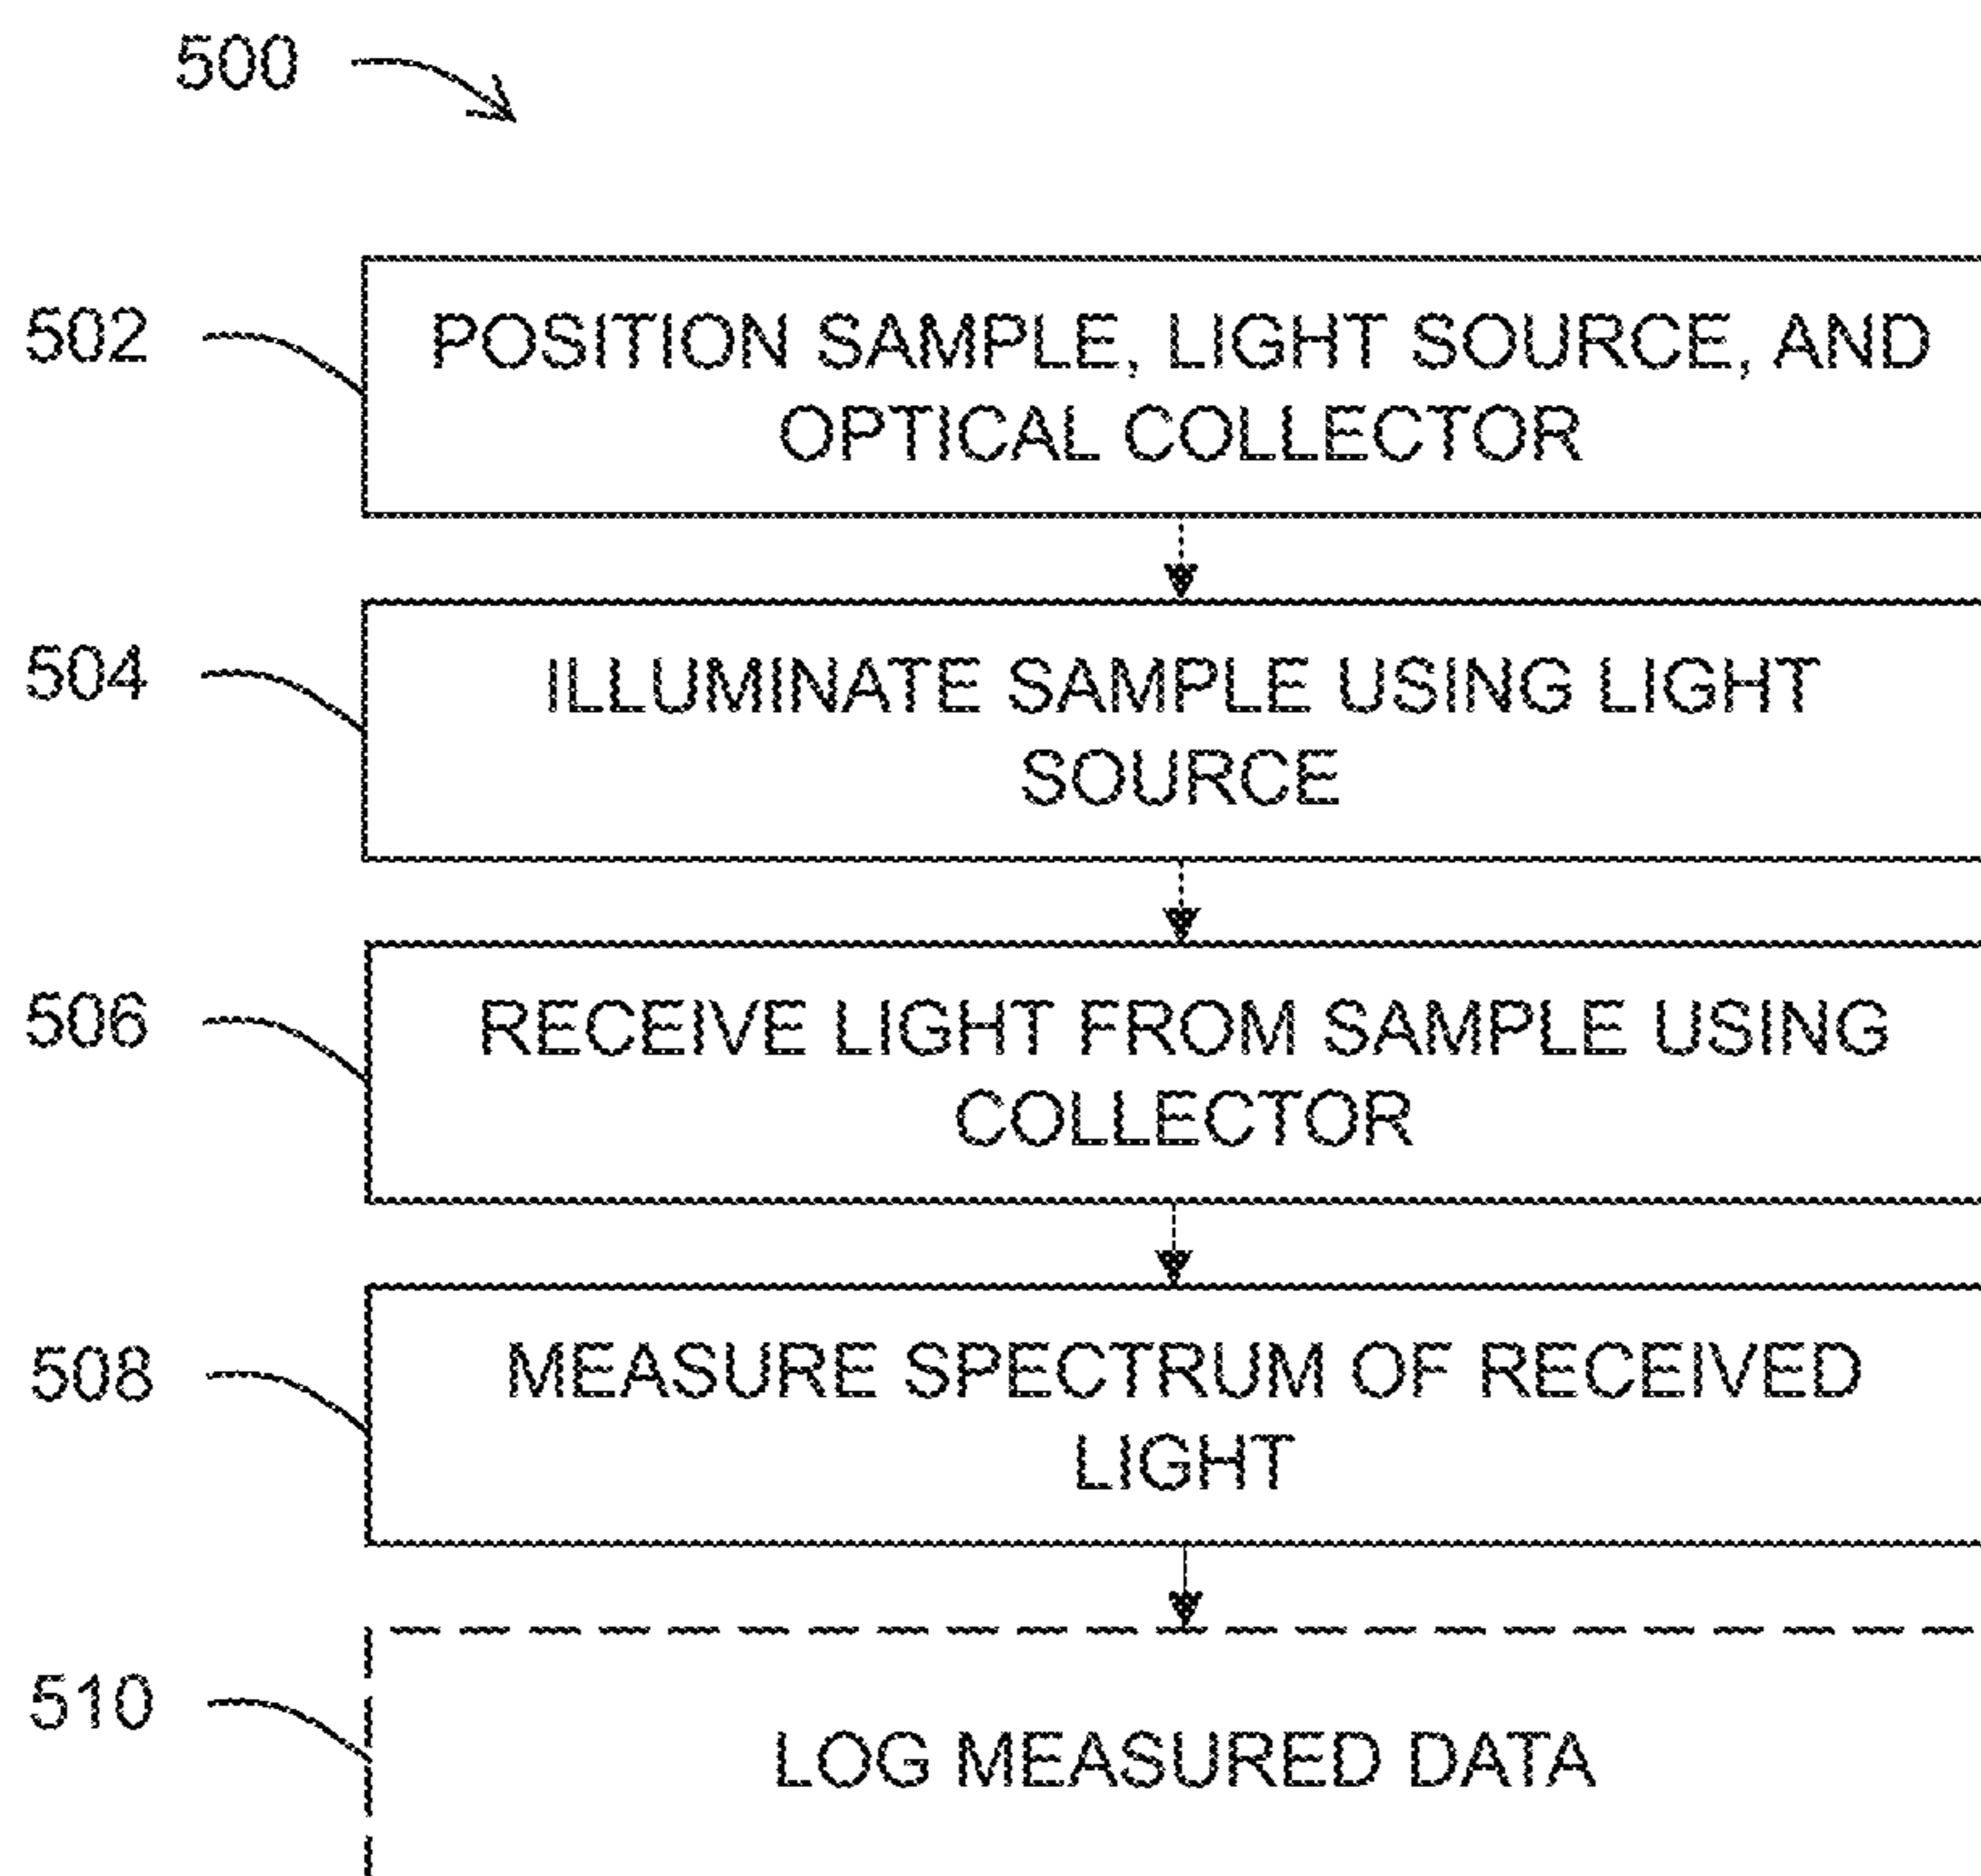 500
502
POSITION SAMPLE, LIGHT SOURCE, AND
OPTICAL COLLECTOR
504
ILLUMINATE SAMPLE USING LIGHT
SOURCE
506
RECEIVE LIGHT FROM SAMPLE USING
COLLECTOR
508
MEASURE SPECTRUM OF RECEIVED
LIGHT
510
LOG MEASURED DATA